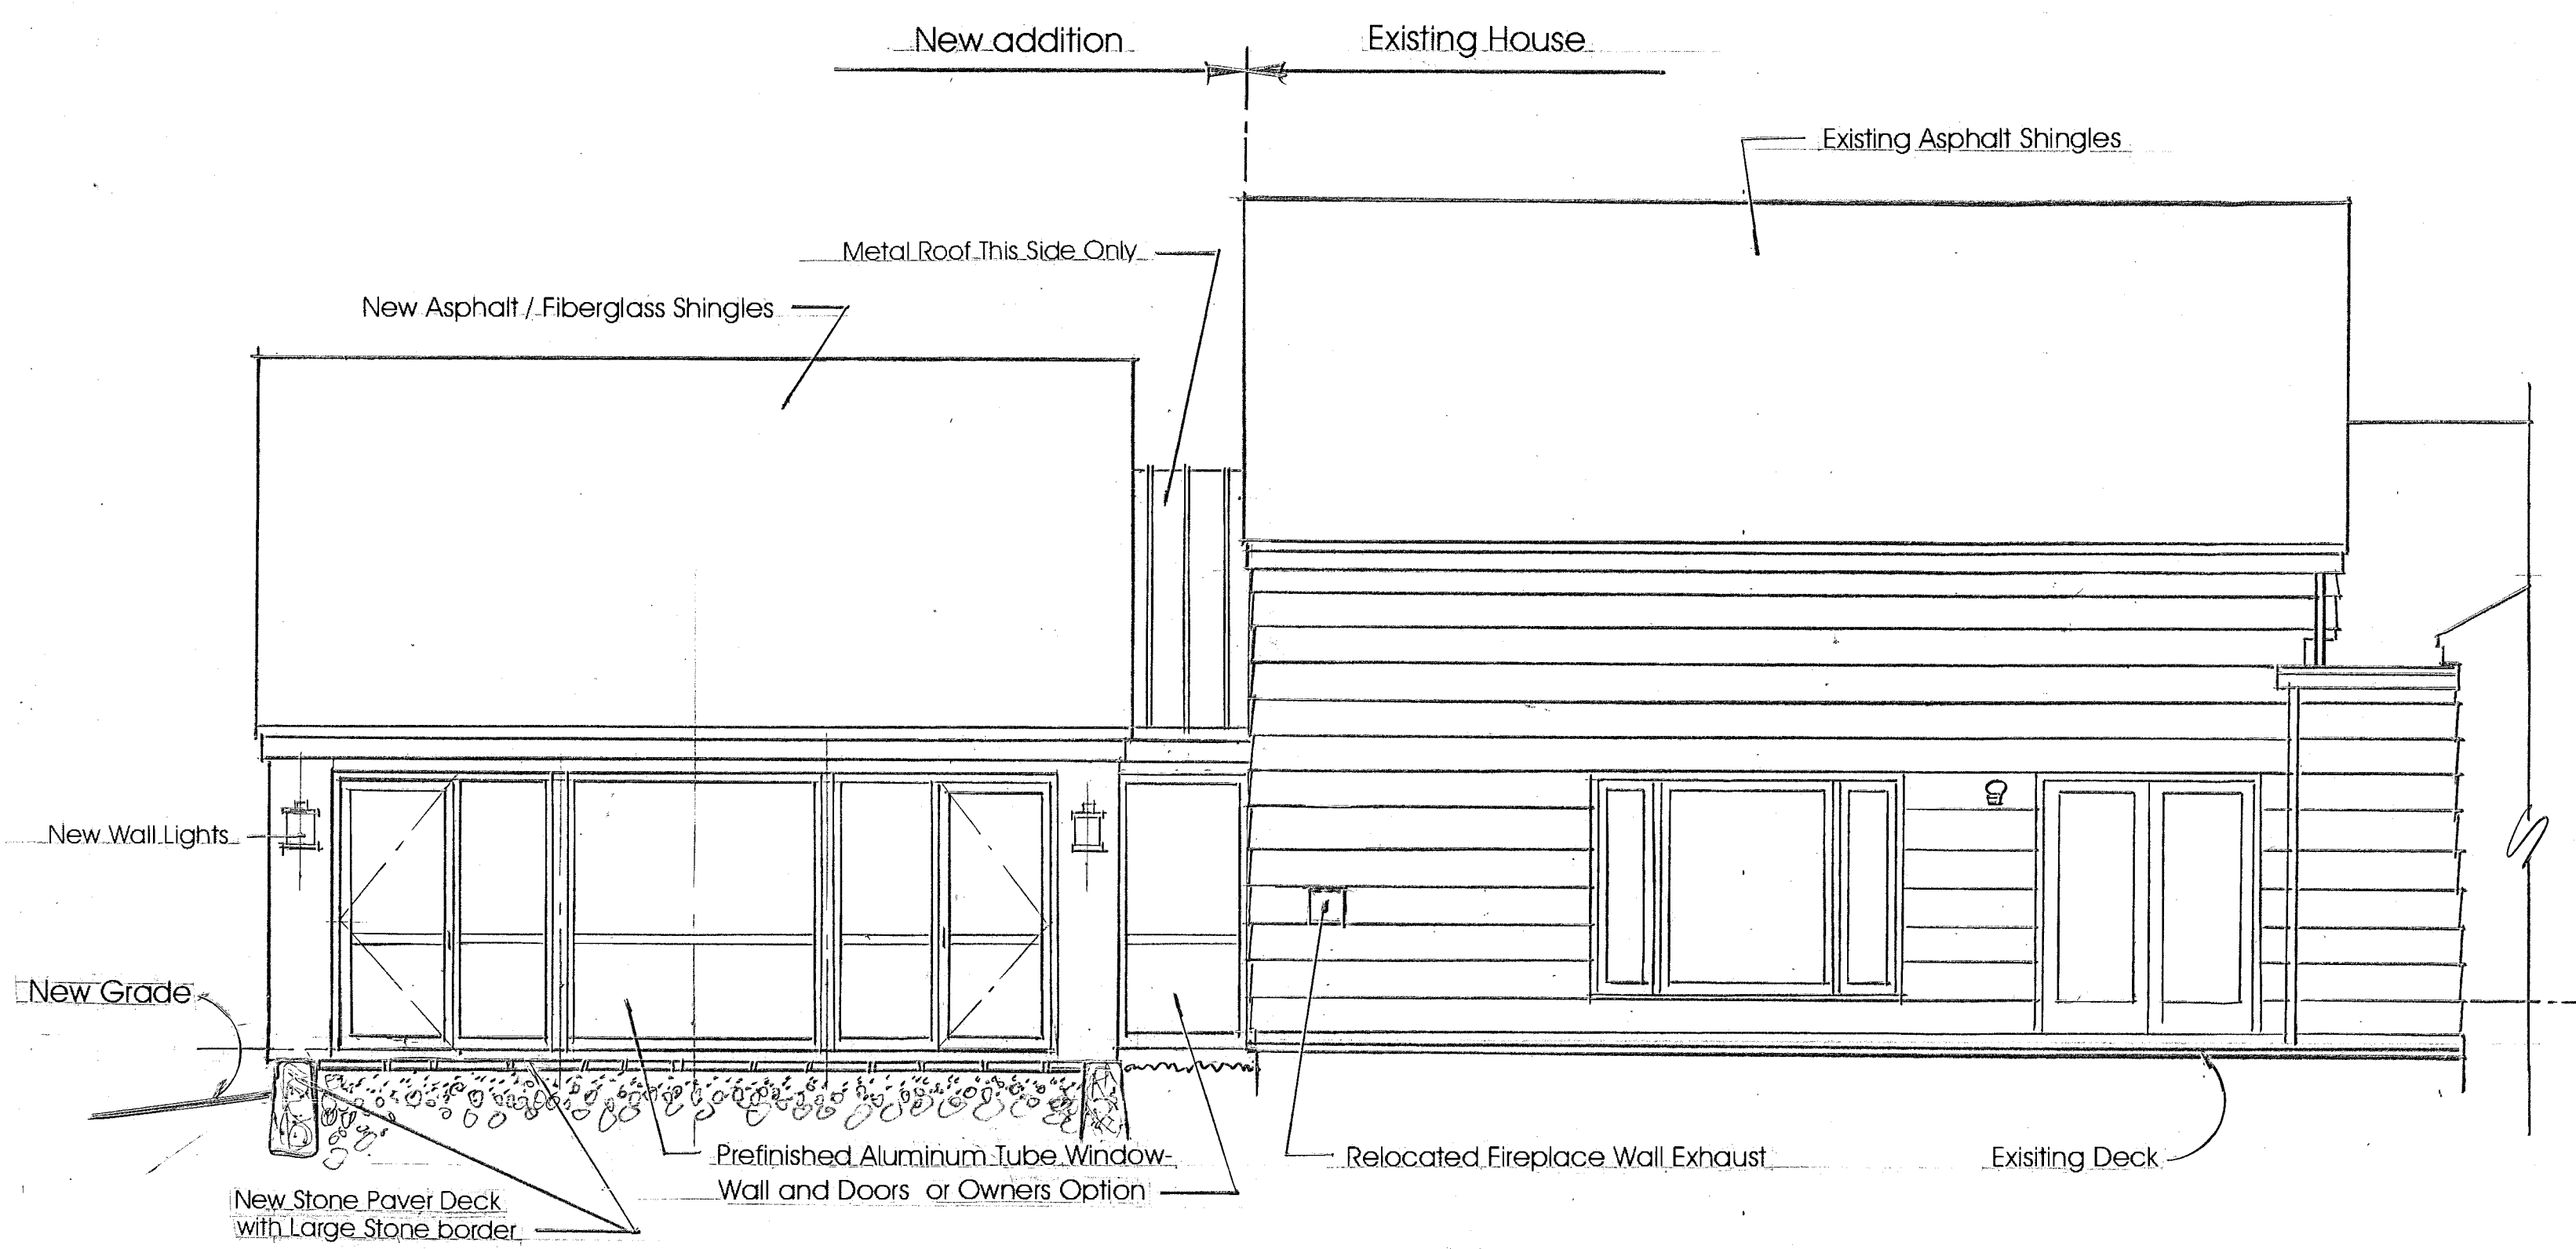 New addition
Existing House
Existing Asphalt Shingles
Metal Roof This Side Only
New Asphalt / Fiberglass Shingles
New Wall Lights
New Grade
Prefinished Aluminum Tube Window-
Wall and Doors or Owners Option
Relocated Fireplace Wall Exhaust
Exisiting Deck
New Stone Paver Deck
with Large Stone border